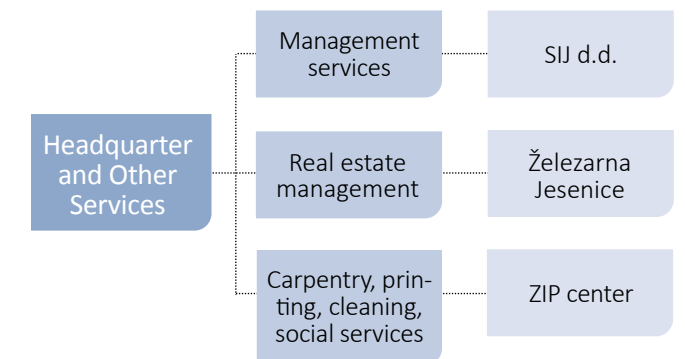 Headquarter
and Other
Services
Management
services
SIJ d.d.
Real estate
management
Železarna
Jesenice
Carpentry, prin-
ting, cleaning,
social services
ZIP center